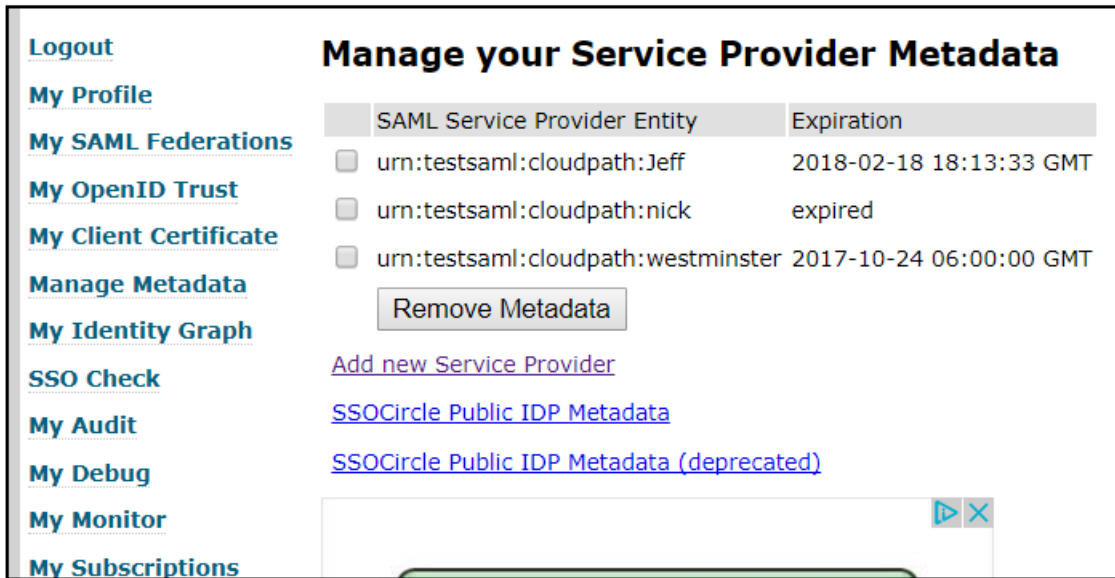 Logout
My Profile
My SAML Federations
My OpenID Trust
My Client Certificate
Manage Metadata
My Identity Graph
SSO Check
My Audit
My Debug
My Monitor
My Subscriptions
Manage your Service Provider Metadata
SAML Service Provider Entity Expiration
urn:testsaml:cloudpath:Jeff 2018-02-18 18:13:33 GMT
urn:testsaml:cloudpath:nick expired
urn:testsaml:cloudpath:westminster 2017-10-24 06:00:00 GMT
Remove Metadata
Add new Service Provider
SSOCircle Public IDP Metadata
SSOCircle Public IDP Metadata (deprecated)